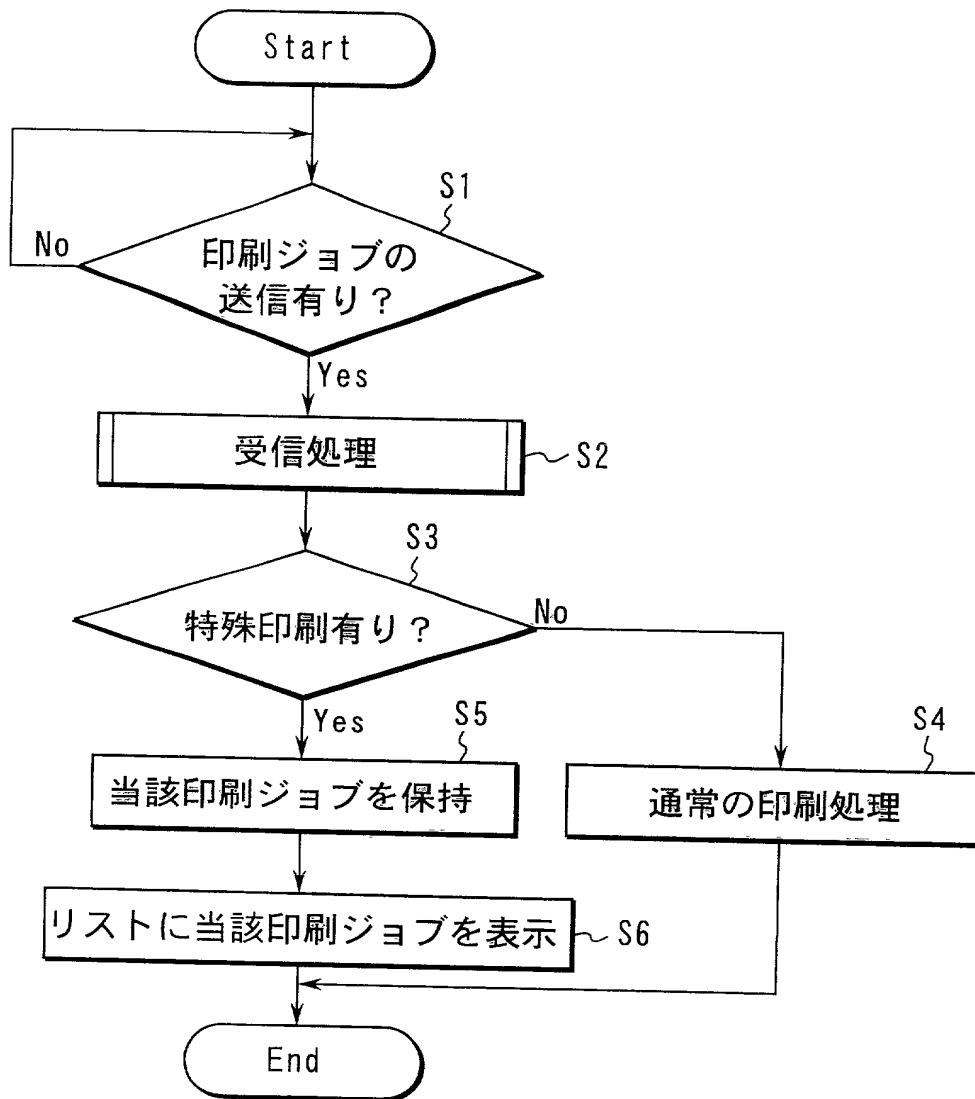 Start
S1
No
印刷ジョブの
送信有り?
Yes
受信処理
S2
S3
特殊印刷有り?
No
Yes
S5
S4
当該印刷ジョブを保持
通常の印刷処理
リストに当該印刷ジョブを表示
S6
End